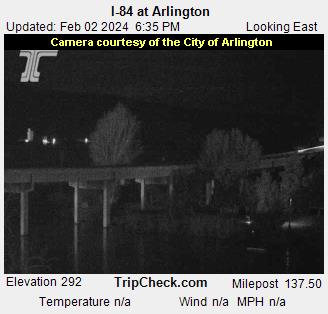 I-84 at Arlington
Updated: Feb 02 2024 6:35 PM Looking East
Camera courtesy of the City of Arlington
Elevation 292 TripCheck.com Milepost 137.50
Temperature n/a Wind n/a MPH n/a